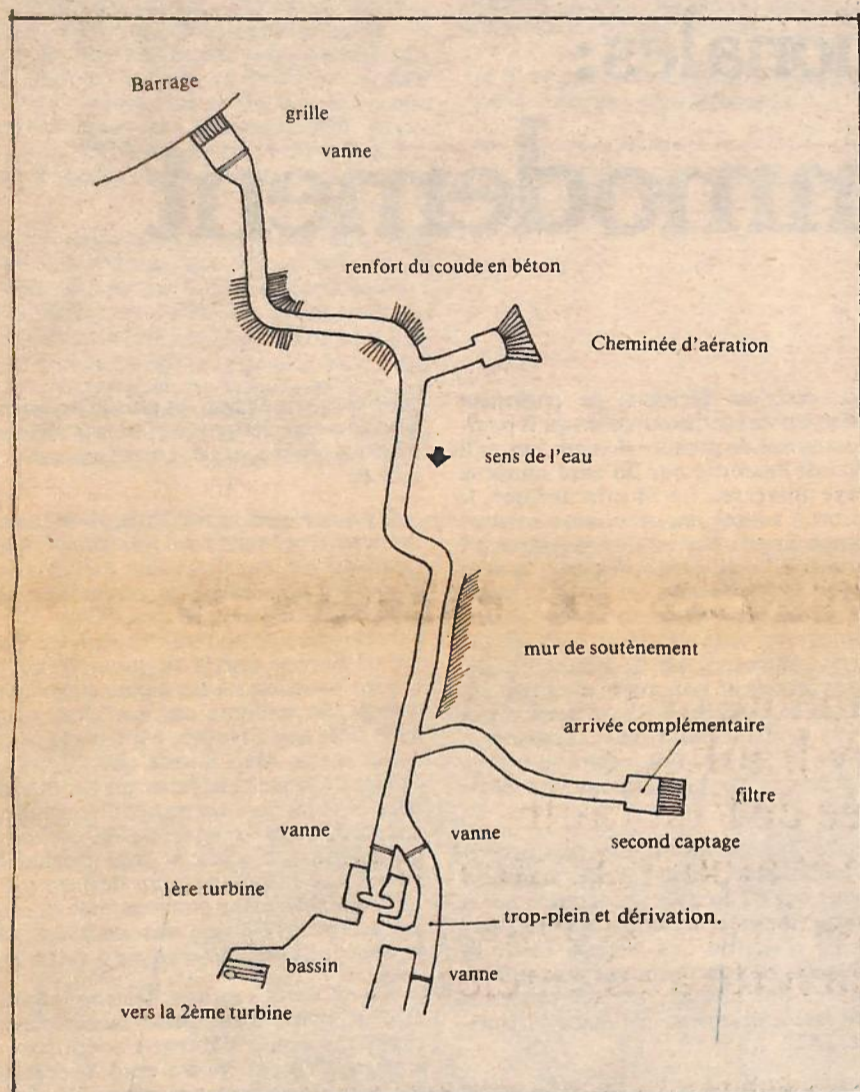 Barrage
grille
vanne
renfort du coude en béton
Cheminée d'aération
sens de l'eau
mur de soutènement
arrivée complémentaire
filtre
second captage
vanne
vanne
1ère turbine
trop-plein et dérivation.
bassin
vanne
vers la 2ème turbine